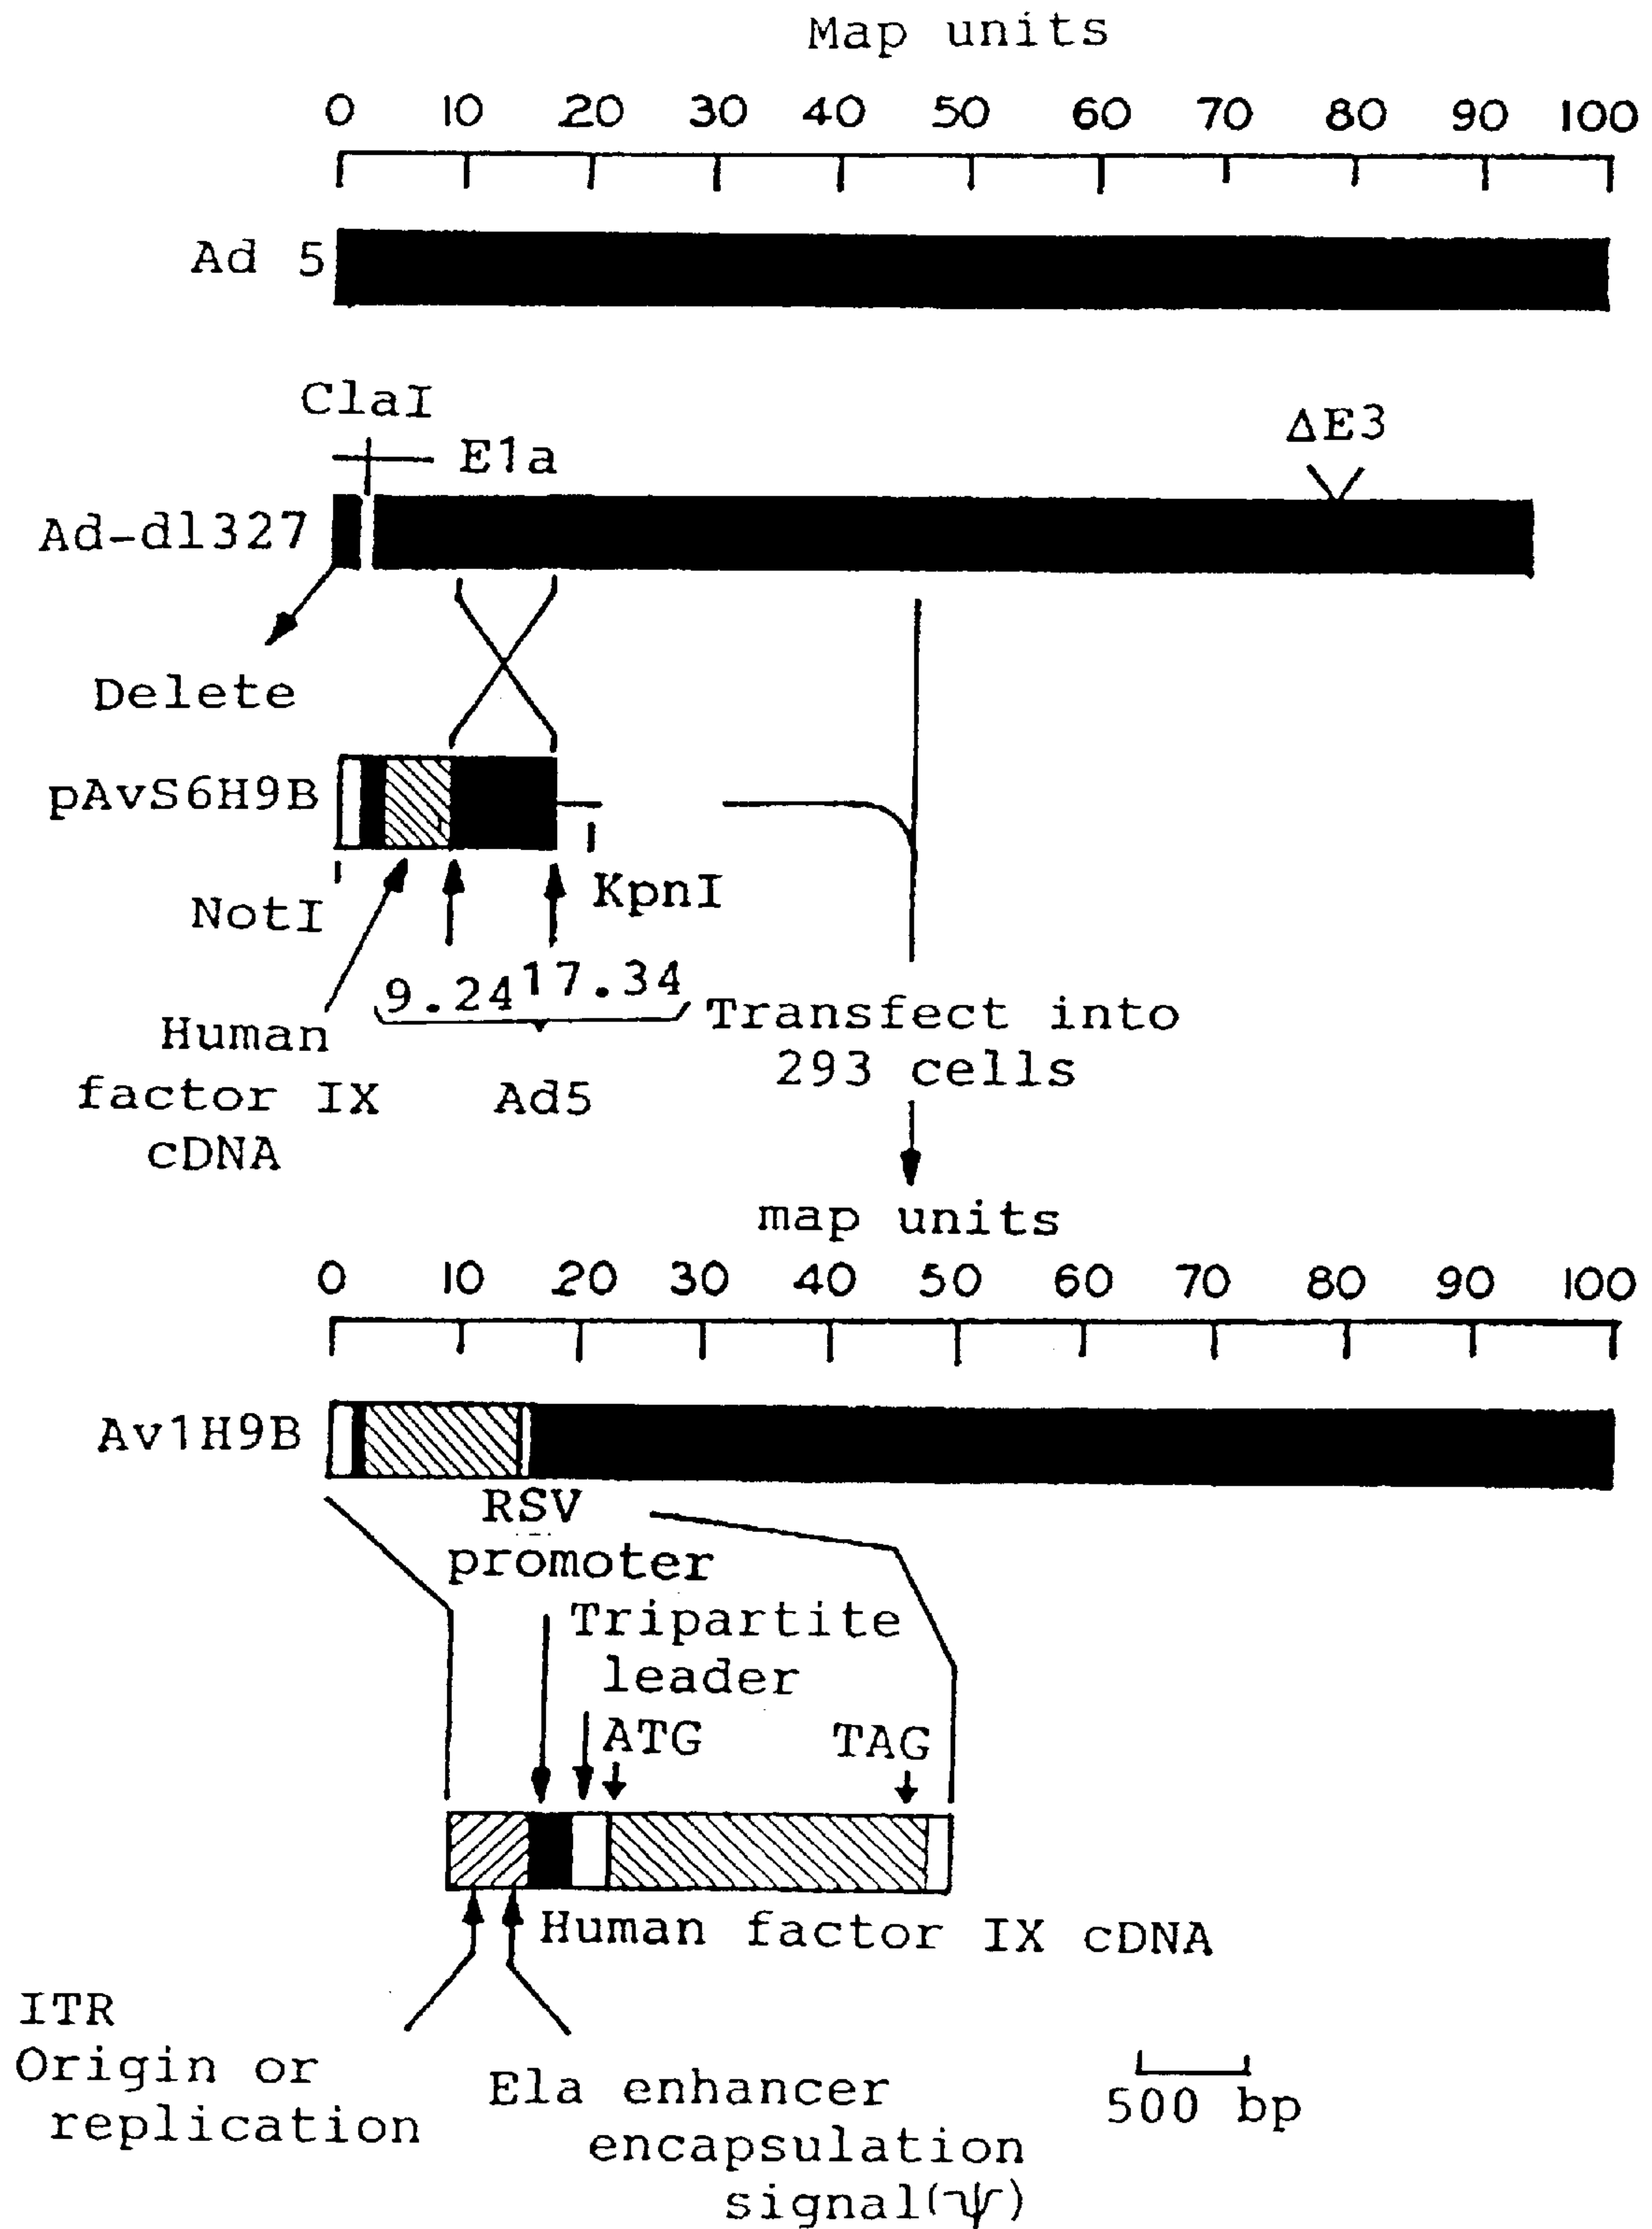 Map units
0 10 20 30 40 50 60 70 80 90 100
Ad 5
ClaI
E1a
ΔE3
Ad-dl327
Delete
pAvS6H9B
NotI
KpnI
9.24 17.34
Human
factor IX
cDNA
Ad5
Transfect into
293 cells
map units
0 10 20 30 40 50 60 70 80 90 100
Av1H9B
RSV
promoter
Tripartite
leader
ATG
TAG
Human factor IX cDNA
ITR
Origin or
replication
Ela enhancer
encapsulation
signal(ψ)
500 bp